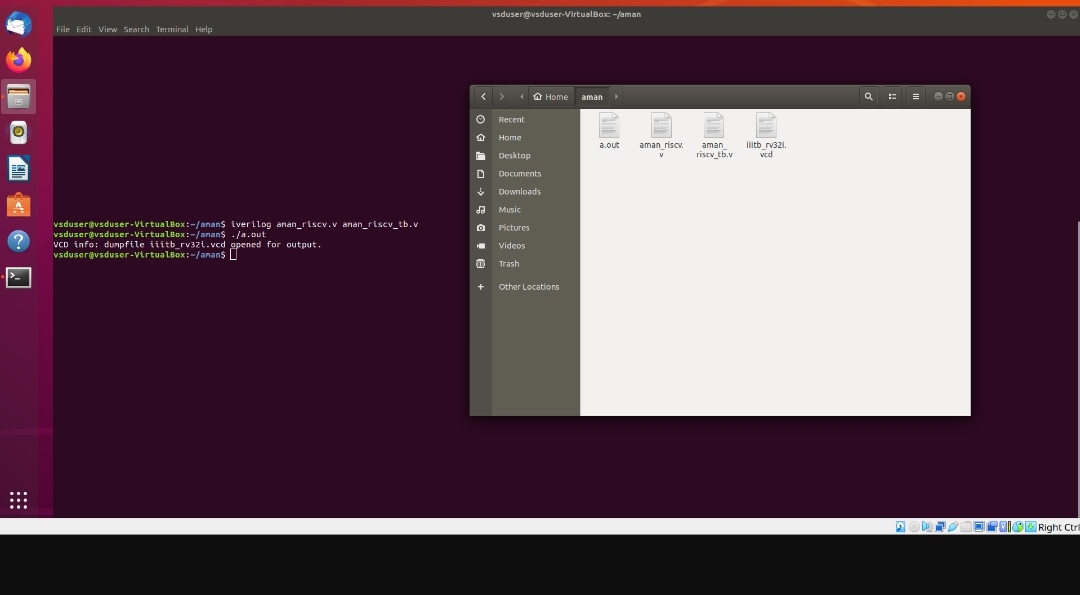 vsduser@vsduser-VirtualBox: ~/aman
File Edit View Search Terminal Help
vsduser@vsduser-VirtualBox:~/aman$ iverilog aman_riscv.v aman_riscv_tb.v
vsduser@vsduser-VirtualBox:~/aman$ ./a.out
VCD info: dumpfile iiitb_rv32i.vcd opened for output.
vsduser@vsduser-VirtualBox:~/aman$
Home aman
Recent
Home
Desktop
Documents
Downloads
Music
Pictures
Videos
Trash
Other Locations
a.out
aman_riscv.
v
aman_
riscv_tb.v
iiitb_rv32i.
vcd
Right Ctrl